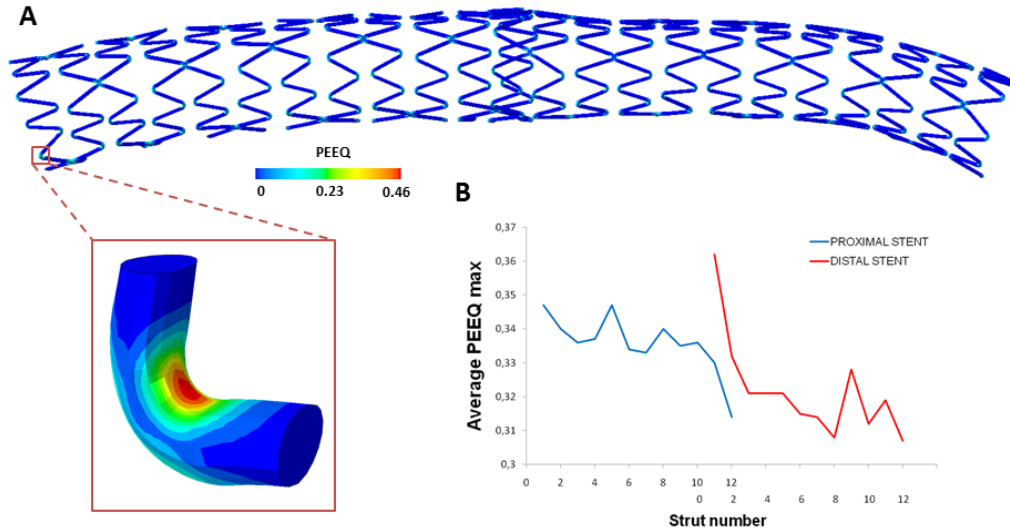 A
PEEQ
0 0.23 0.46
B
PROXIMAL STENT
DISTAL STENT
Average PEEQ max
0,37
0,36
0,35
0,34
0,33
0,32
0,31
0,3
0 2 4 6 8 10 12
0 2 4 6 8 10 12
Strut number